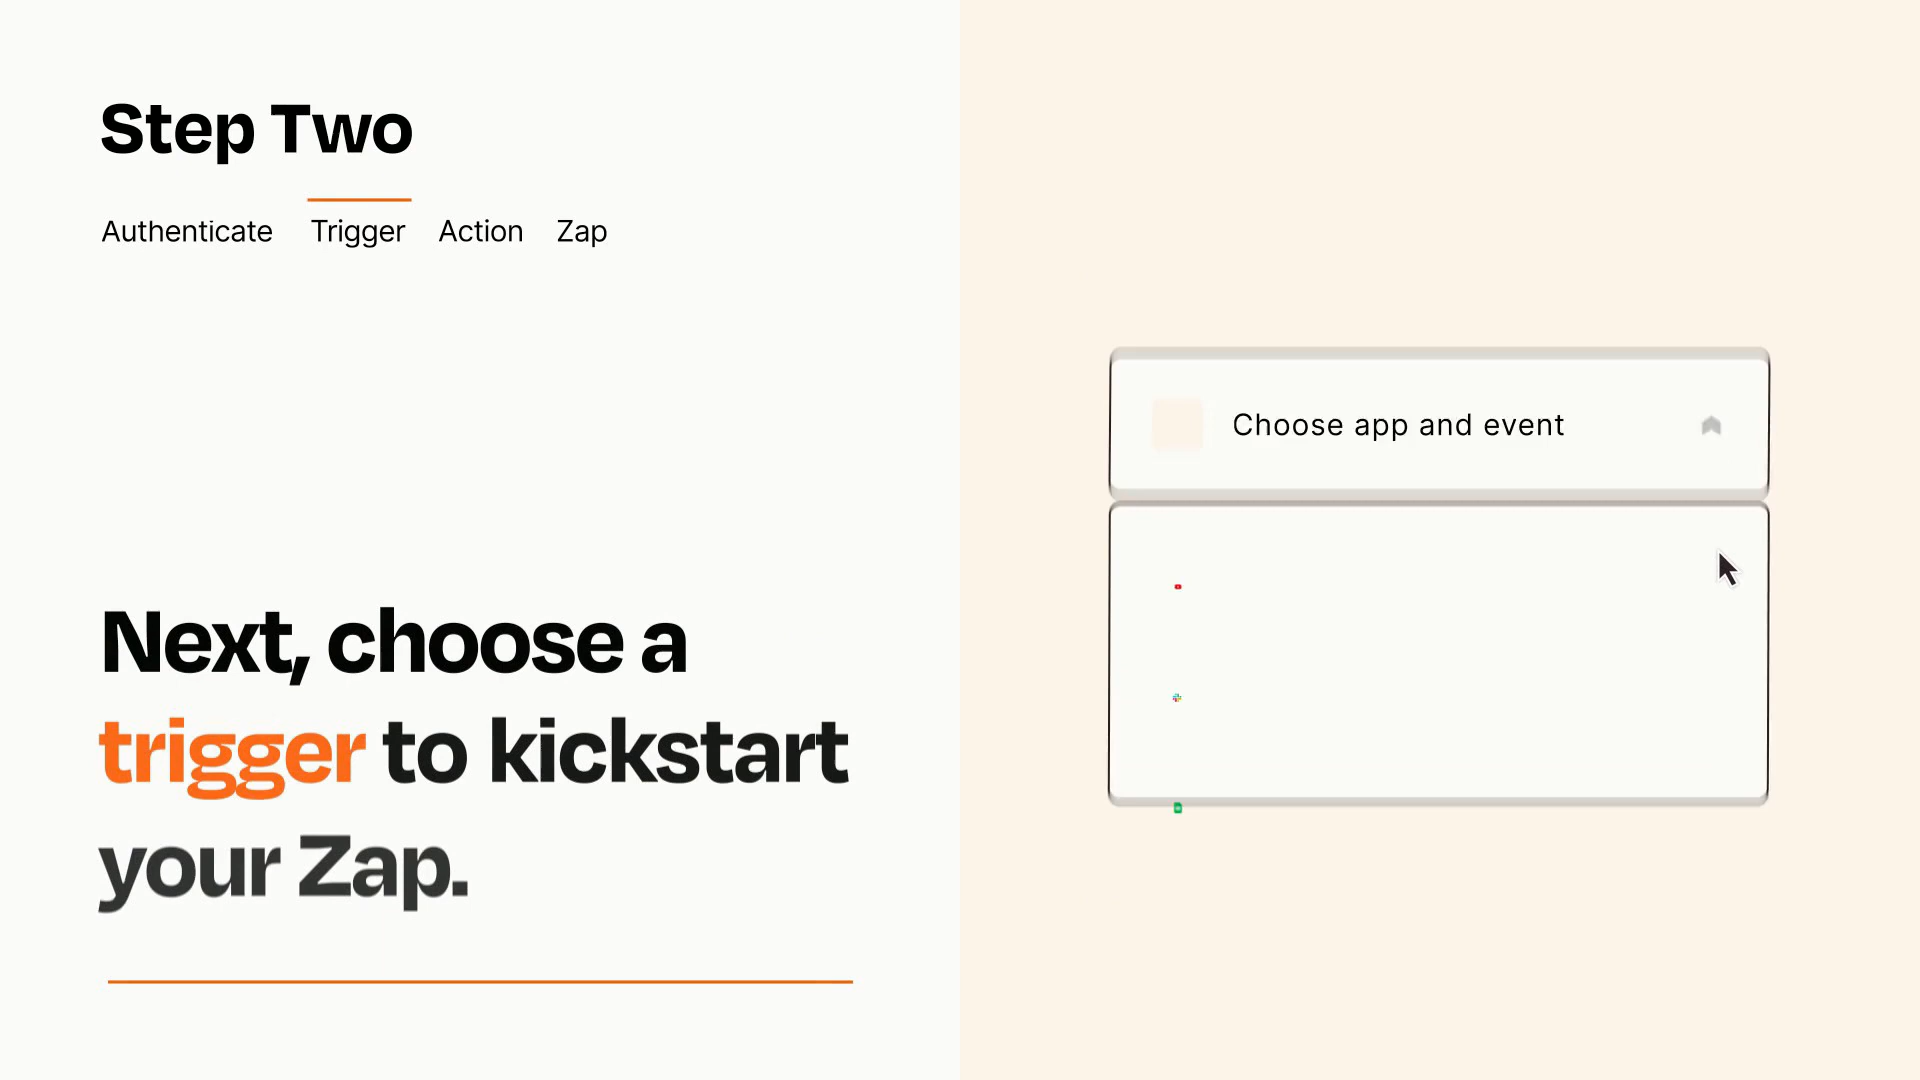 Step Two
Authenticate Trigger Action Zap
Next, choose a
trigger to kickstart
your Zap.
Choose app and event